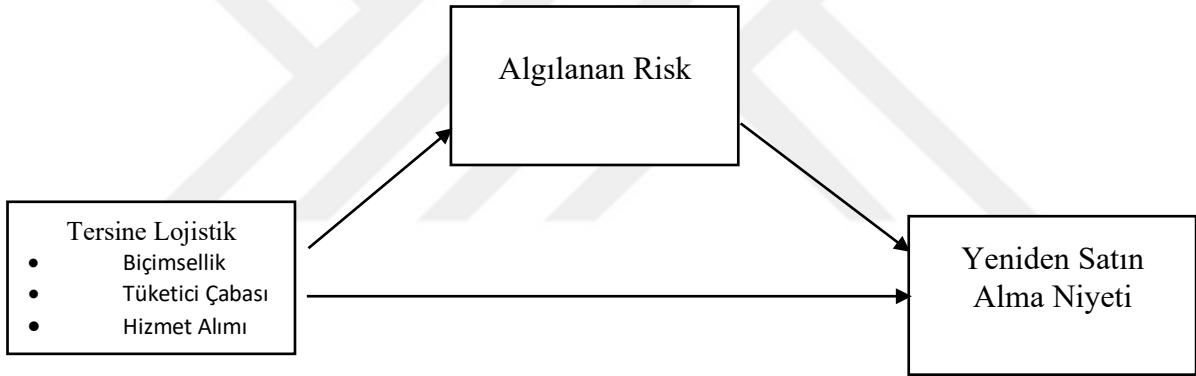 Algılanan Risk
Tersine Lojistik
• Biçimsellik
• Tüketici Çabası
• Hizmet Alımı
Yeniden Satın
Alma Niyeti